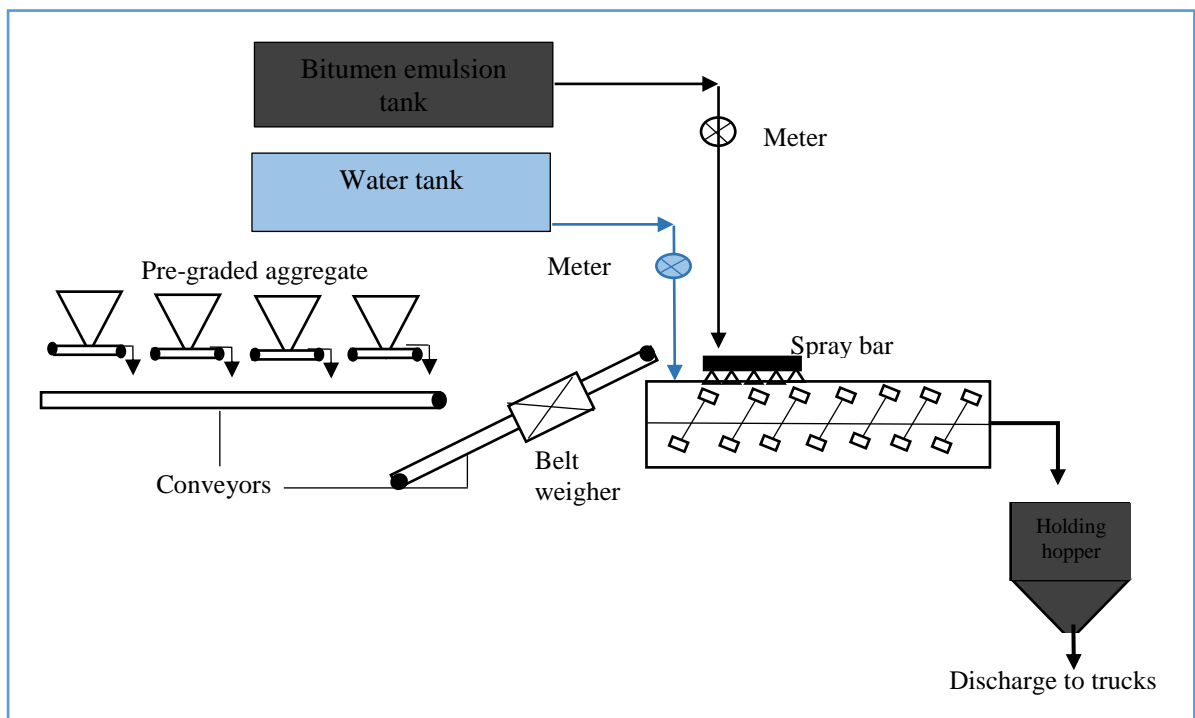 Bitumen emulsion
tank
Meter
Water tank
Meter
Pre-graded aggregate
Spray bar
Belt
weigher
Conveyors
Holding
hopper
Discharge to trucks